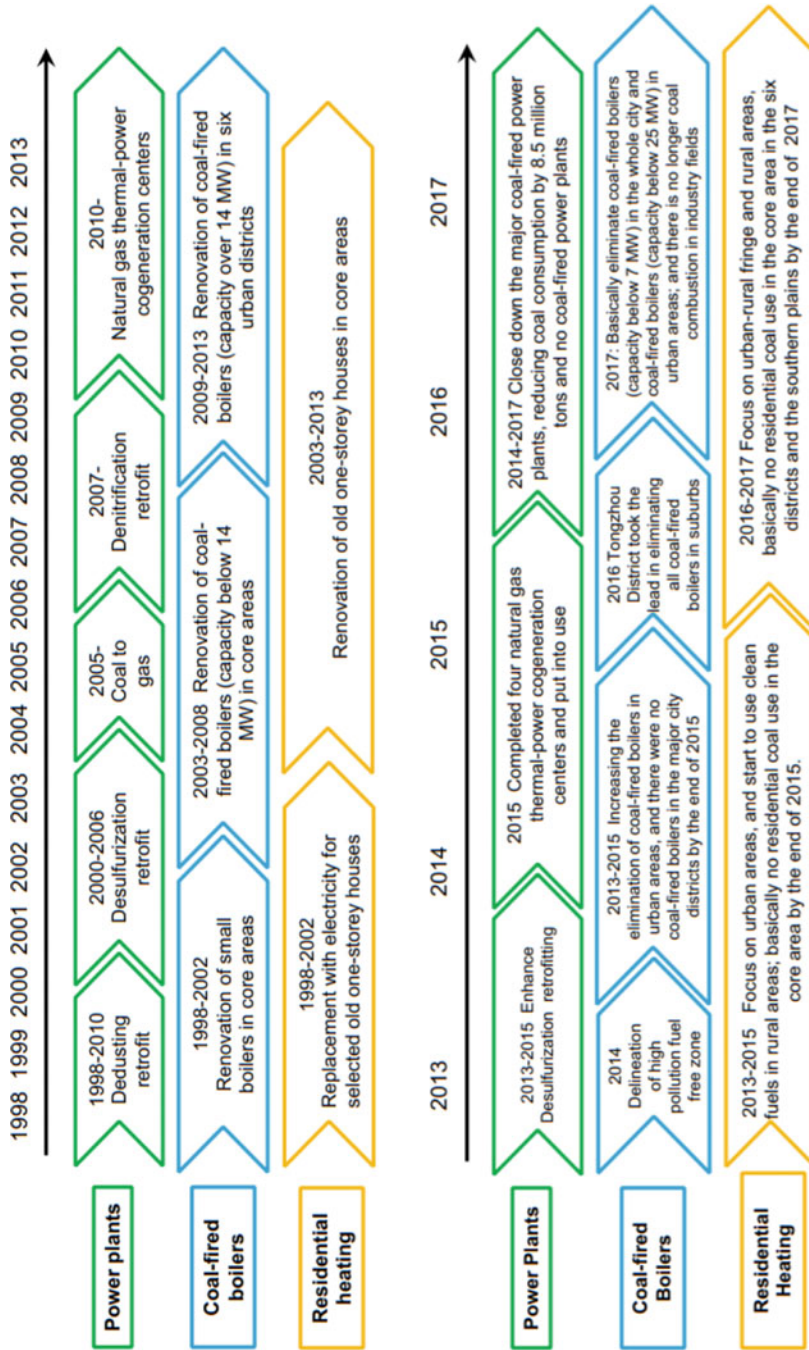 1998 1999 2000 2001 2002 2003 2004 2005 2006 2007 2008 2009 2010 2011 2012 2013
Power plants
1998-2010
Dedusting
retrofit
2000-2006
Desulfurization
retrofit
2005-
Coal to
gas
2007-
Denitrification
retrofit
2010-
Natural gas thermal-power
cogeneration centers
Coal-fired
boilers
1998-2002
Renovation of small
boilers in core areas
2003-2008 Renovation of coal-
fired boilers (capacity below 14
MW) in core areas
2009-2013 Renovation of coal-fired
boilers (capacity over 14 MW) in six
urban districts
Residential
heating
1998-2002
Replacement with electricity for
selected old one-storey houses
2003-2013
Renovation of old one-storey houses in core areas
2013 2014 2015 2016 2017
Power Plants
2013-2015 Enhance
Desulfurization retrofitting
2015 Completed four natural gas
thermal-power cogeneration
centers and put into use
2014-2017 Close down the major coal-fired power
plants, reducing coal consumption by 8.5 million
tons and no coal-fired power plants
Coal-fired
Boilers
2014
Delineation
of high
pollution fuel
free zone
2013-2015 Increasing the
elimination of coal-fired boilers in
urban areas, and there were no
coal-fired boilers in the major city
districts by the end of 2015
2016 Tongzhou
District took the
lead in eliminating
all coal-fired
boilers in suburbs
2017: Basically eliminate coal-fired boilers
(capacity below 7 MW) in the whole city and
coal-fired boilers (capacity below 25 MW) in
urban areas; and there is no longer coal
combustion in industry fields
Residential
Heating
2013-2015 Focus on urban areas, and start to use clean
fuels in rural areas; basically no residential coal use in the
core area by the end of 2015.
2016-2017 Focus on urban-rural fringe and rural areas,
basically no residential coal use in the core area in the six
districts and the southern plains by the end of 2017